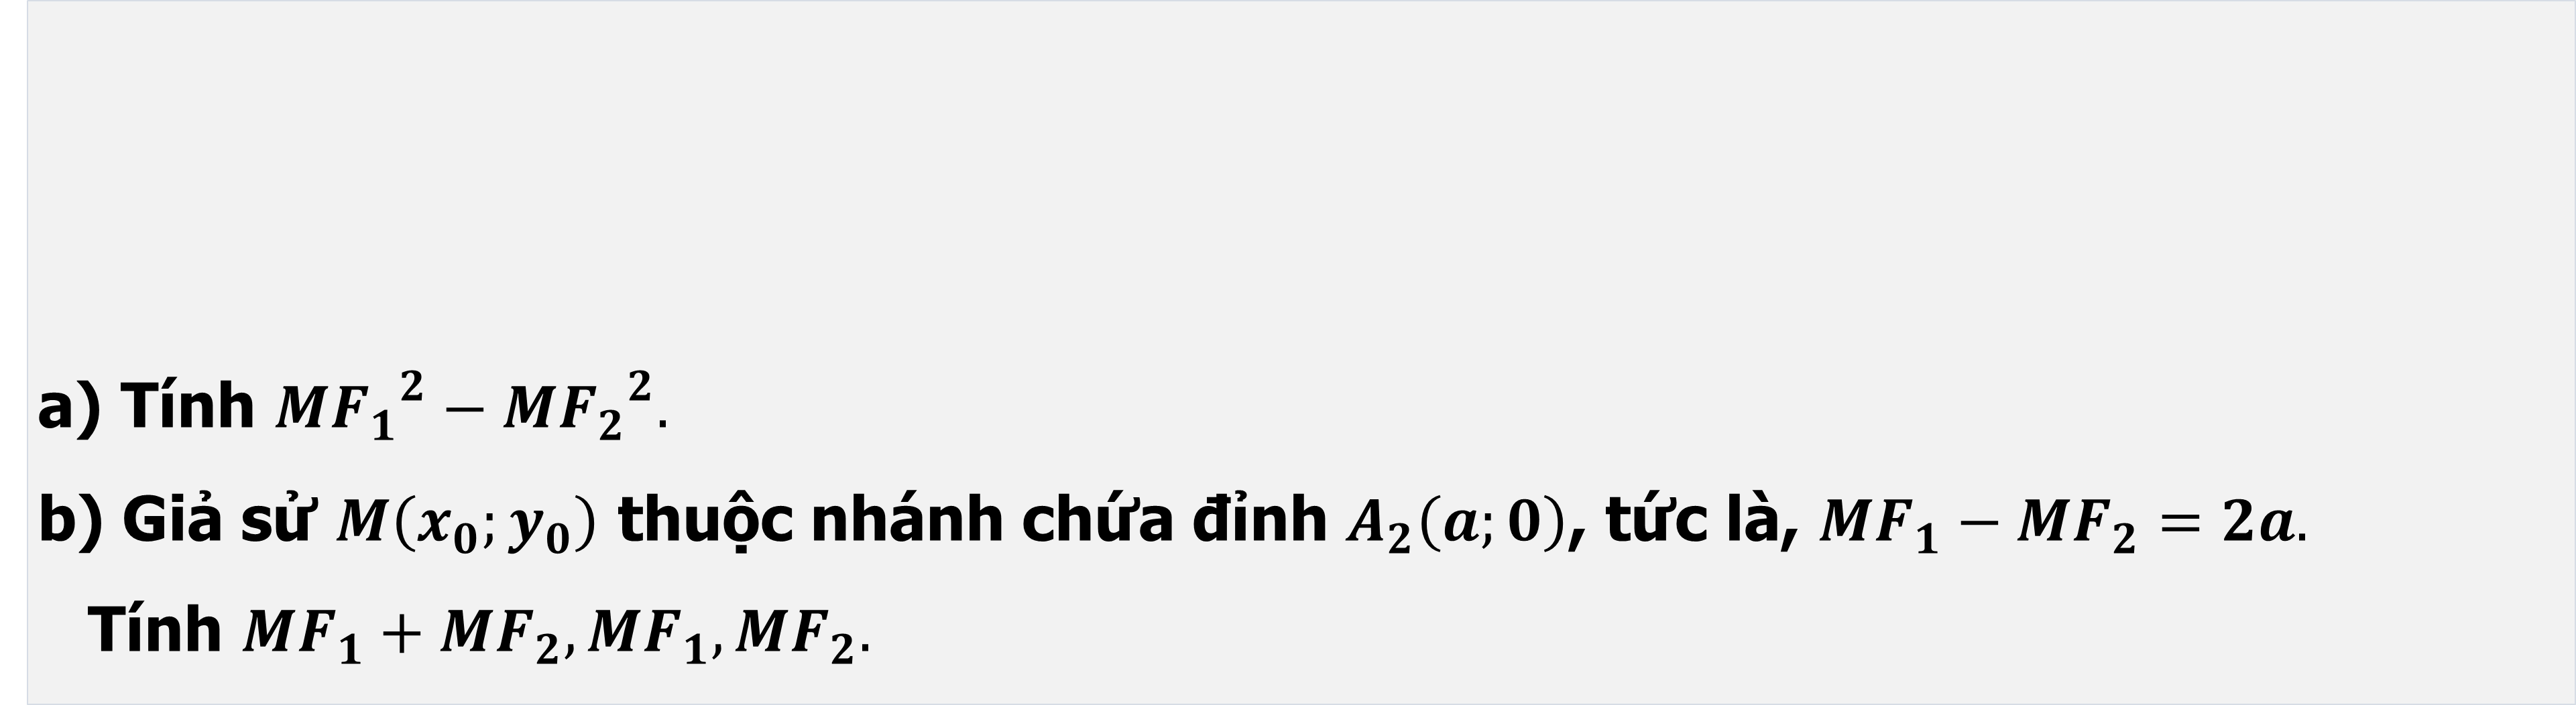 a) Tính 𝑴𝑭₁² − 𝑴𝑭₂².
b) Giả sử 𝑴(𝒙₀; 𝒚₀) thuộc nhánh chứa đỉnh 𝑨₂(𝒂; 𝟎), tức là, 𝑴𝑭₁ − 𝑴𝑭₂ = 𝟐𝒂.
Tính 𝑴𝑭₁ + 𝑴𝑭₂, 𝑴𝑭₁, 𝑴𝑭₂.